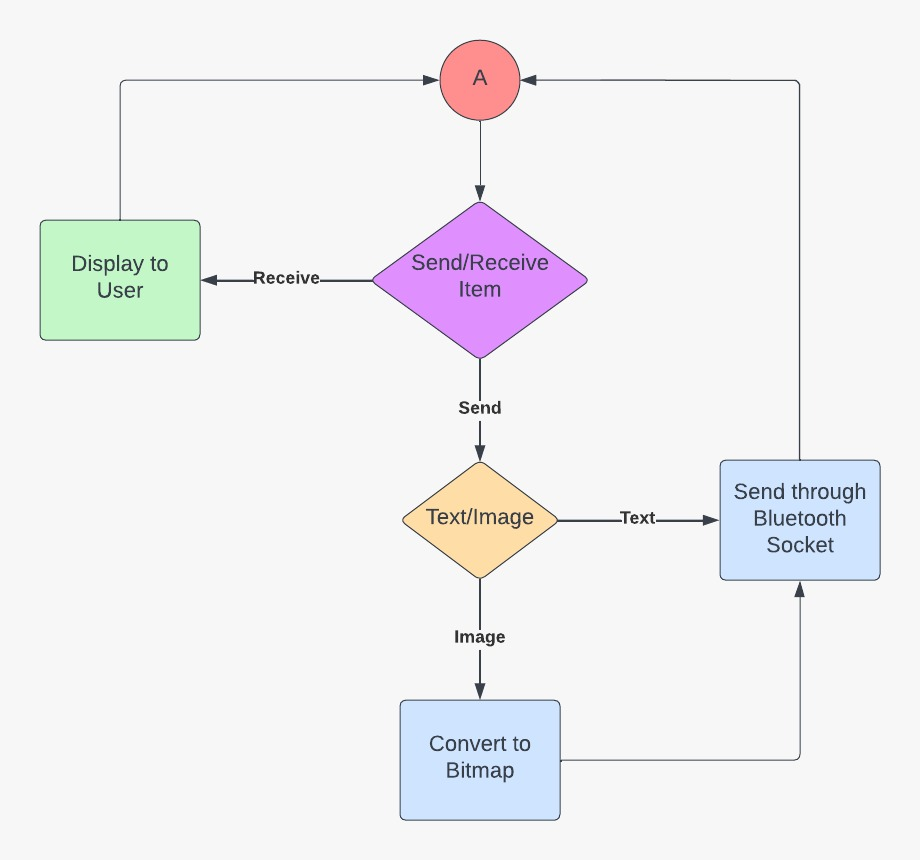 A
Send/Receive
Item
Display to
User
Receive
Send
Text/Image
Text
Send through
Bluetooth
Socket
Image
Convert to
Bitmap